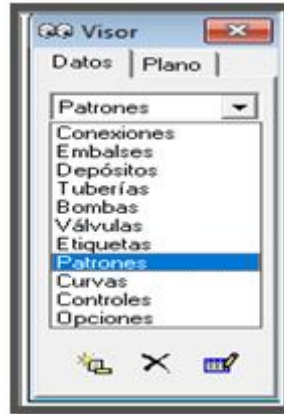 Visor
Datos Plano
Patrones
Conexiones
Embalses
Depósitos
Tuberías
Bombas
Válvulas
Etiquetas
Patrones
Curvas
Controles
Opciones